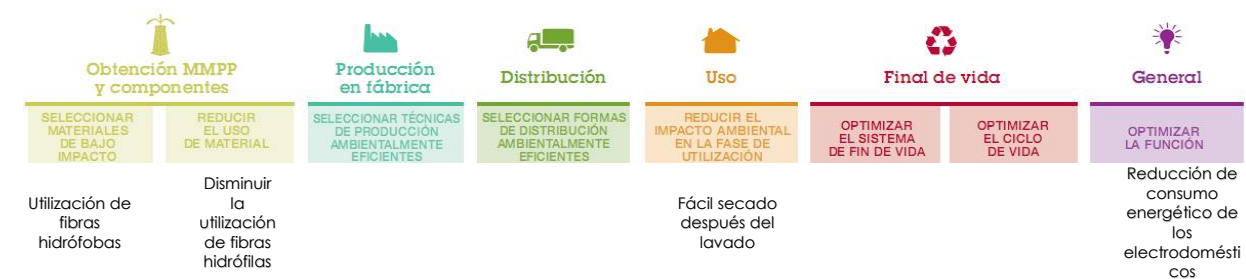 Obtención MMPP
y componentes
Producción
en fábrica
Distribución
Uso
Final de vida
General
SELECCIONAR
MATERIALES
DE BAJO
IMPACTO
REDUCIR
EL USO
DE MATERIAL
SELECCIONAR TÉCNICAS
DE PRODUCCIÓN
AMBIENTALMENTE
EFICIENTES
SELECCIONAR FORMAS
DE DISTRIBUCIÓN
AMBIENTALMENTE
EFICIENTES
REDUCIR EL
IMPACTO AMBIENTAL
EN LA FASE DE
UTILIZACIÓN
OPTIMIZAR
EL SISTEMA
DE FIN DE VIDA
OPTIMIZAR
EL CICLO
DE VIDA
OPTIMIZAR
LA FUNCIÓN
Utilización de
fibras
hidrófobas
Disminuir
la
utilización
de fibras
hidrófilas
Fácil secado
después del
lavado
Reducción de
consumo
energético de
los
electrodomésti
cos